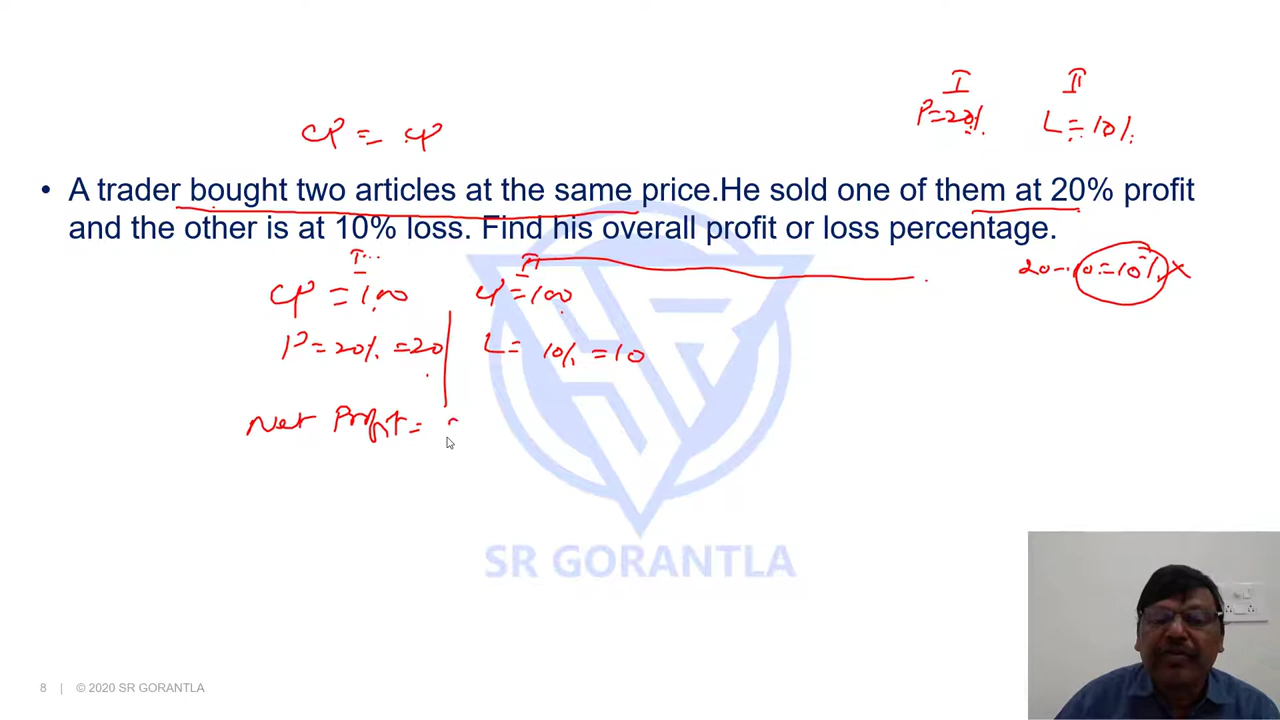 I II
P=20% L=10%
CP = CP
• A trader bought two articles at the same price.He sold one of them at 20% profit
and the other is at 10% loss. Find his overall profit or loss percentage.
I II
20-10=10% x
CP = 100 CP=100
P=20% =20 L= 10% =10
Net Profit=
SR GORANTLA
8 | © 2020 SR GORANTLA